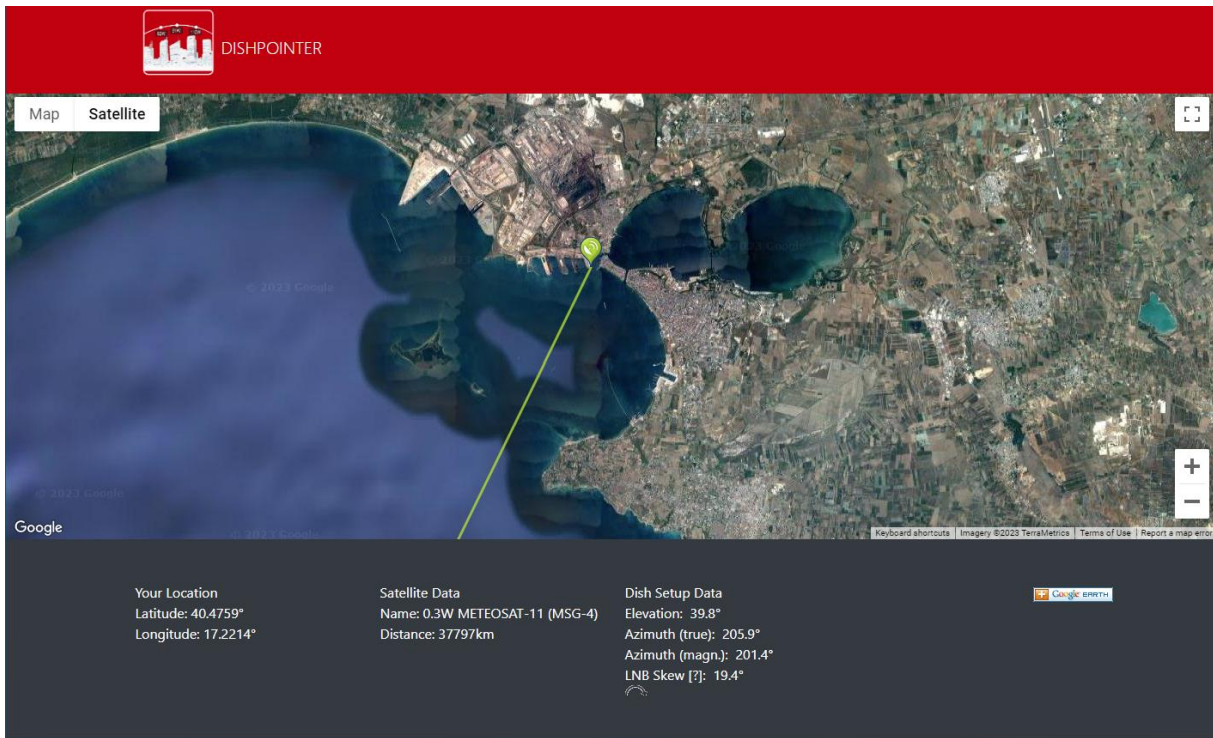 DISHPOINTER
Map Satellite
© 2023 Google
© 2023 Google
© 2023 Google
Google
Keyboard shortcuts Imagery ©2023 TerraMetrics Terms of Use Report a map error
Your Location
Latitude: 40.4759°
Longitude: 17.2214°
Satellite Data
Name: 0.3W METEOSAT-11 (MSG-4)
Distance: 37797km
Dish Setup Data
Elevation: 39.8°
Azimuth (true): 205.9°
Azimuth (magn.): 201.4°
LNB Skew [?]: 19.4°
Google EARTH